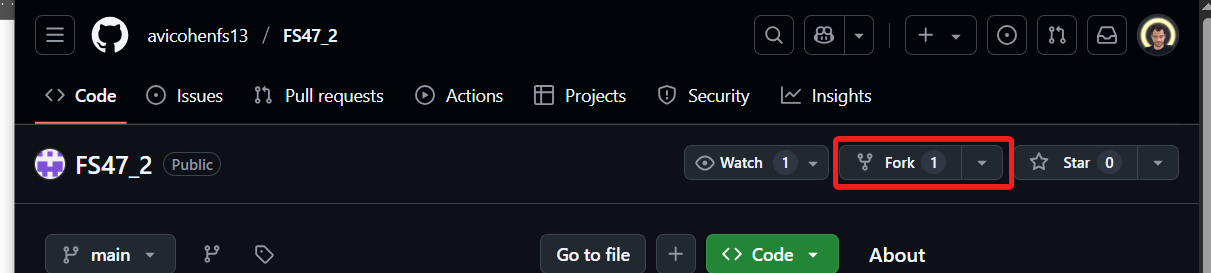 avicohenfs13 / FS47_2
Code Issues Pull requests Actions Projects Security Insights
FS47_2 Public Watch 1 Fork 1 Star 0
main Go to file Code About